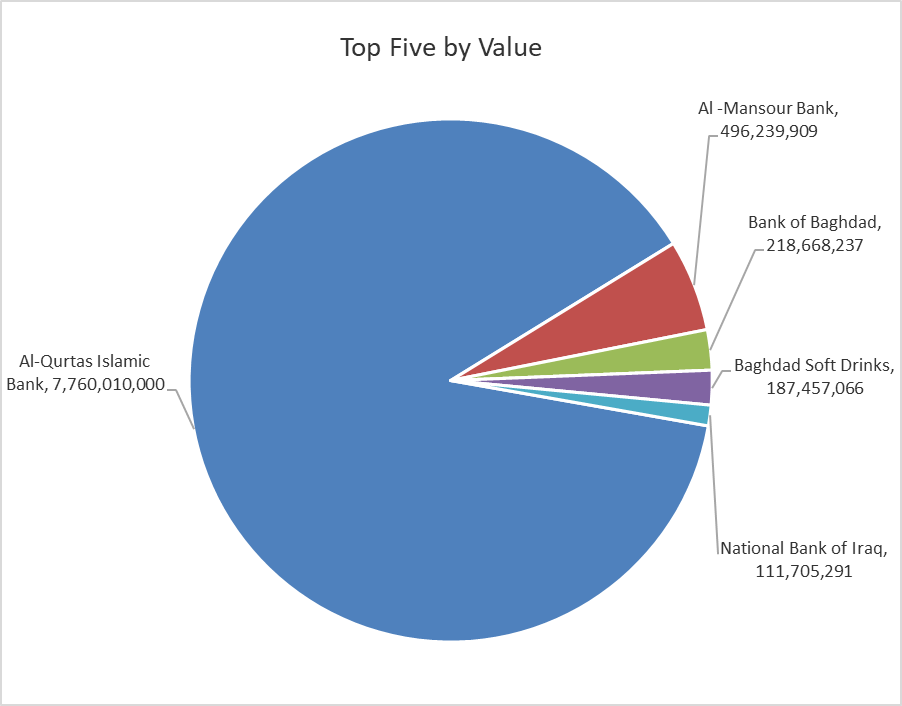 Top Five by Value
Al -Mansour Bank,
496,239,909
Bank of Baghdad,
218,668,237
Baghdad Soft Drinks,
187,457,066
National Bank of Iraq,
111,705,291
Al-Qurtas Islamic
Bank, 7,760,010,000